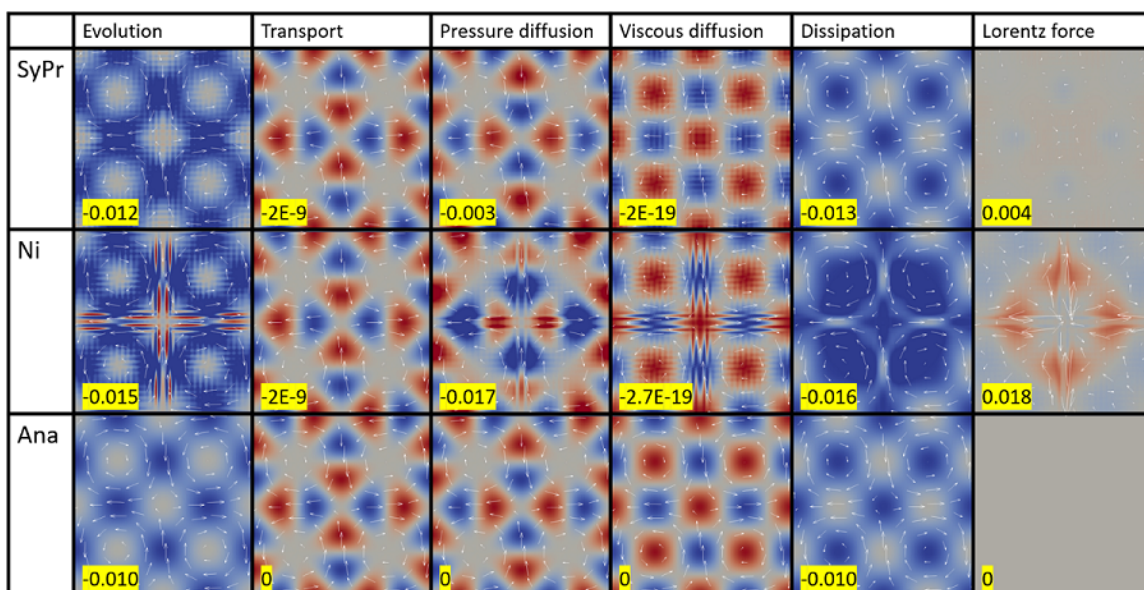 Evolution Transport Pressure diffusion Viscous diffusion Dissipation Lorentz force
SyPr
-0.012 -2E-9 -0.003 -2E-19 -0.013 0.004
Ni
-0.015 -2E-9 -0.017 -2.7E-19 -0.016 0.018
Ana
-0.010 0 0 0 -0.010 0